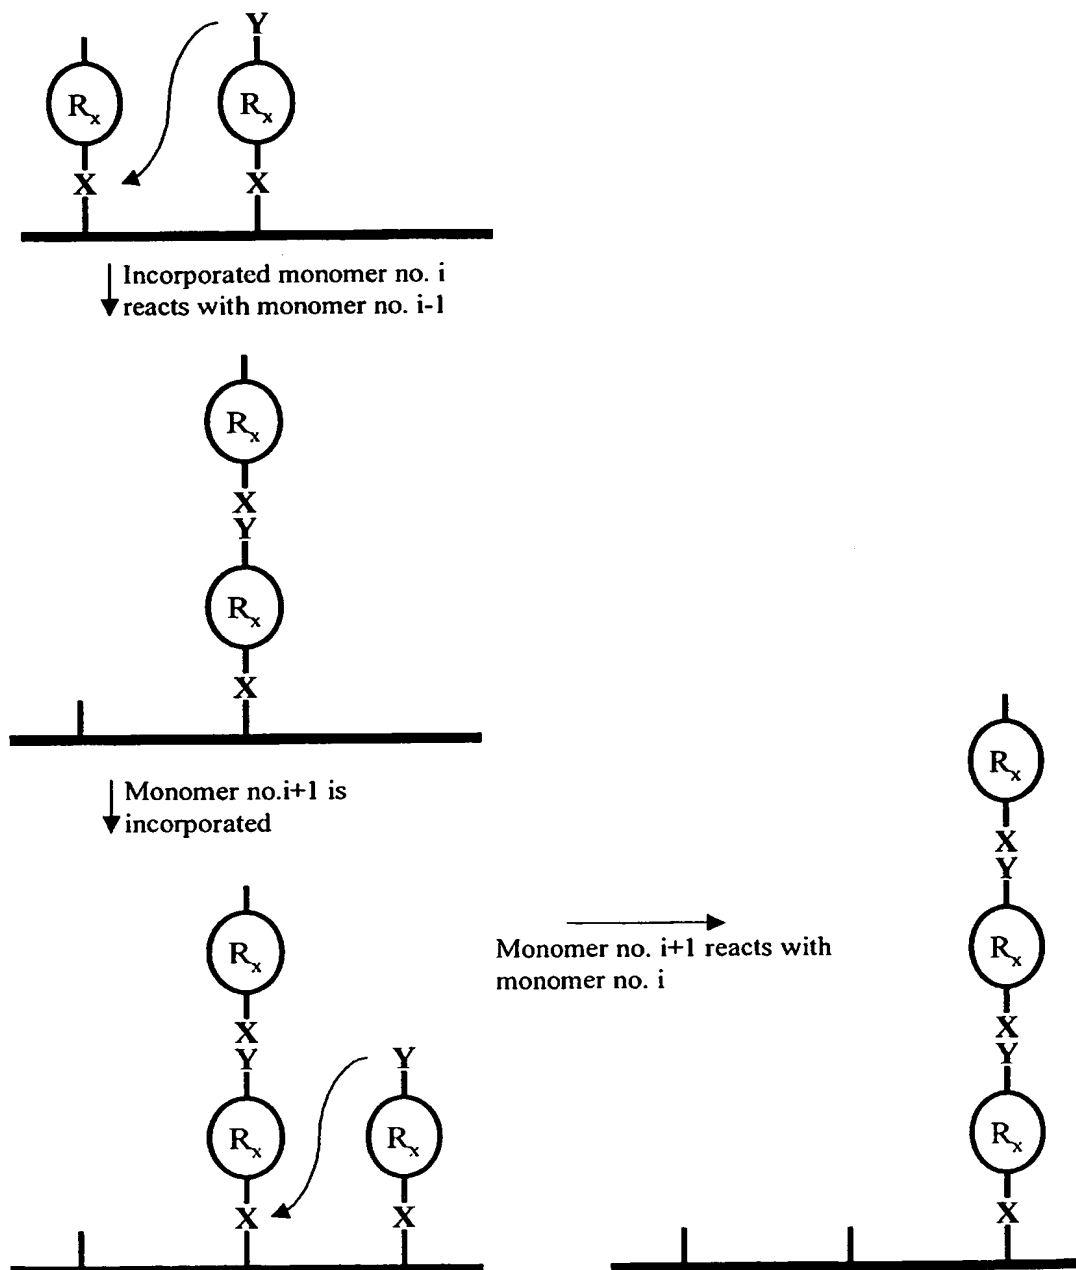 Y
Rx Rx
X X
Incorporated monomer no. i
reacts with monomer no. i-1
Rx
X
Y
Rx
X
Monomer no.i+1 is
incorporated
Rx
X
Y Y
Rx Rx
X X
Monomer no. i+1 reacts with
monomer no. i
Rx
X
Y
Rx
X
Y
Rx
X